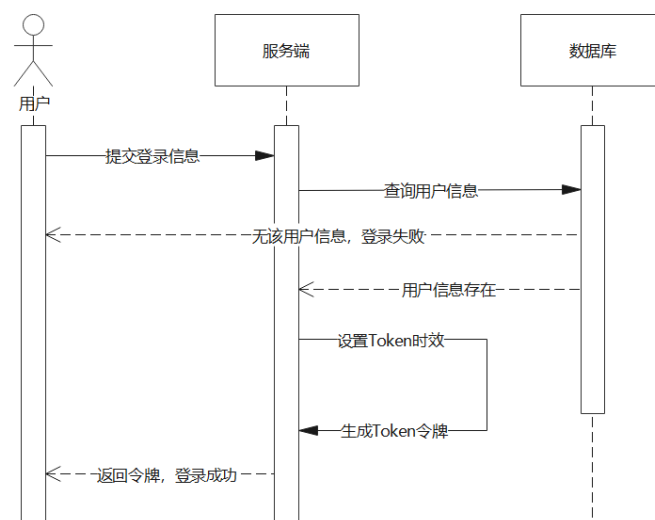 服务端
数据库
用户
提交登录信息
查询用户信息
无该用户信息，登录失败
用户信息存在
设置Token时效
生成Token令牌
返回令牌，登录成功